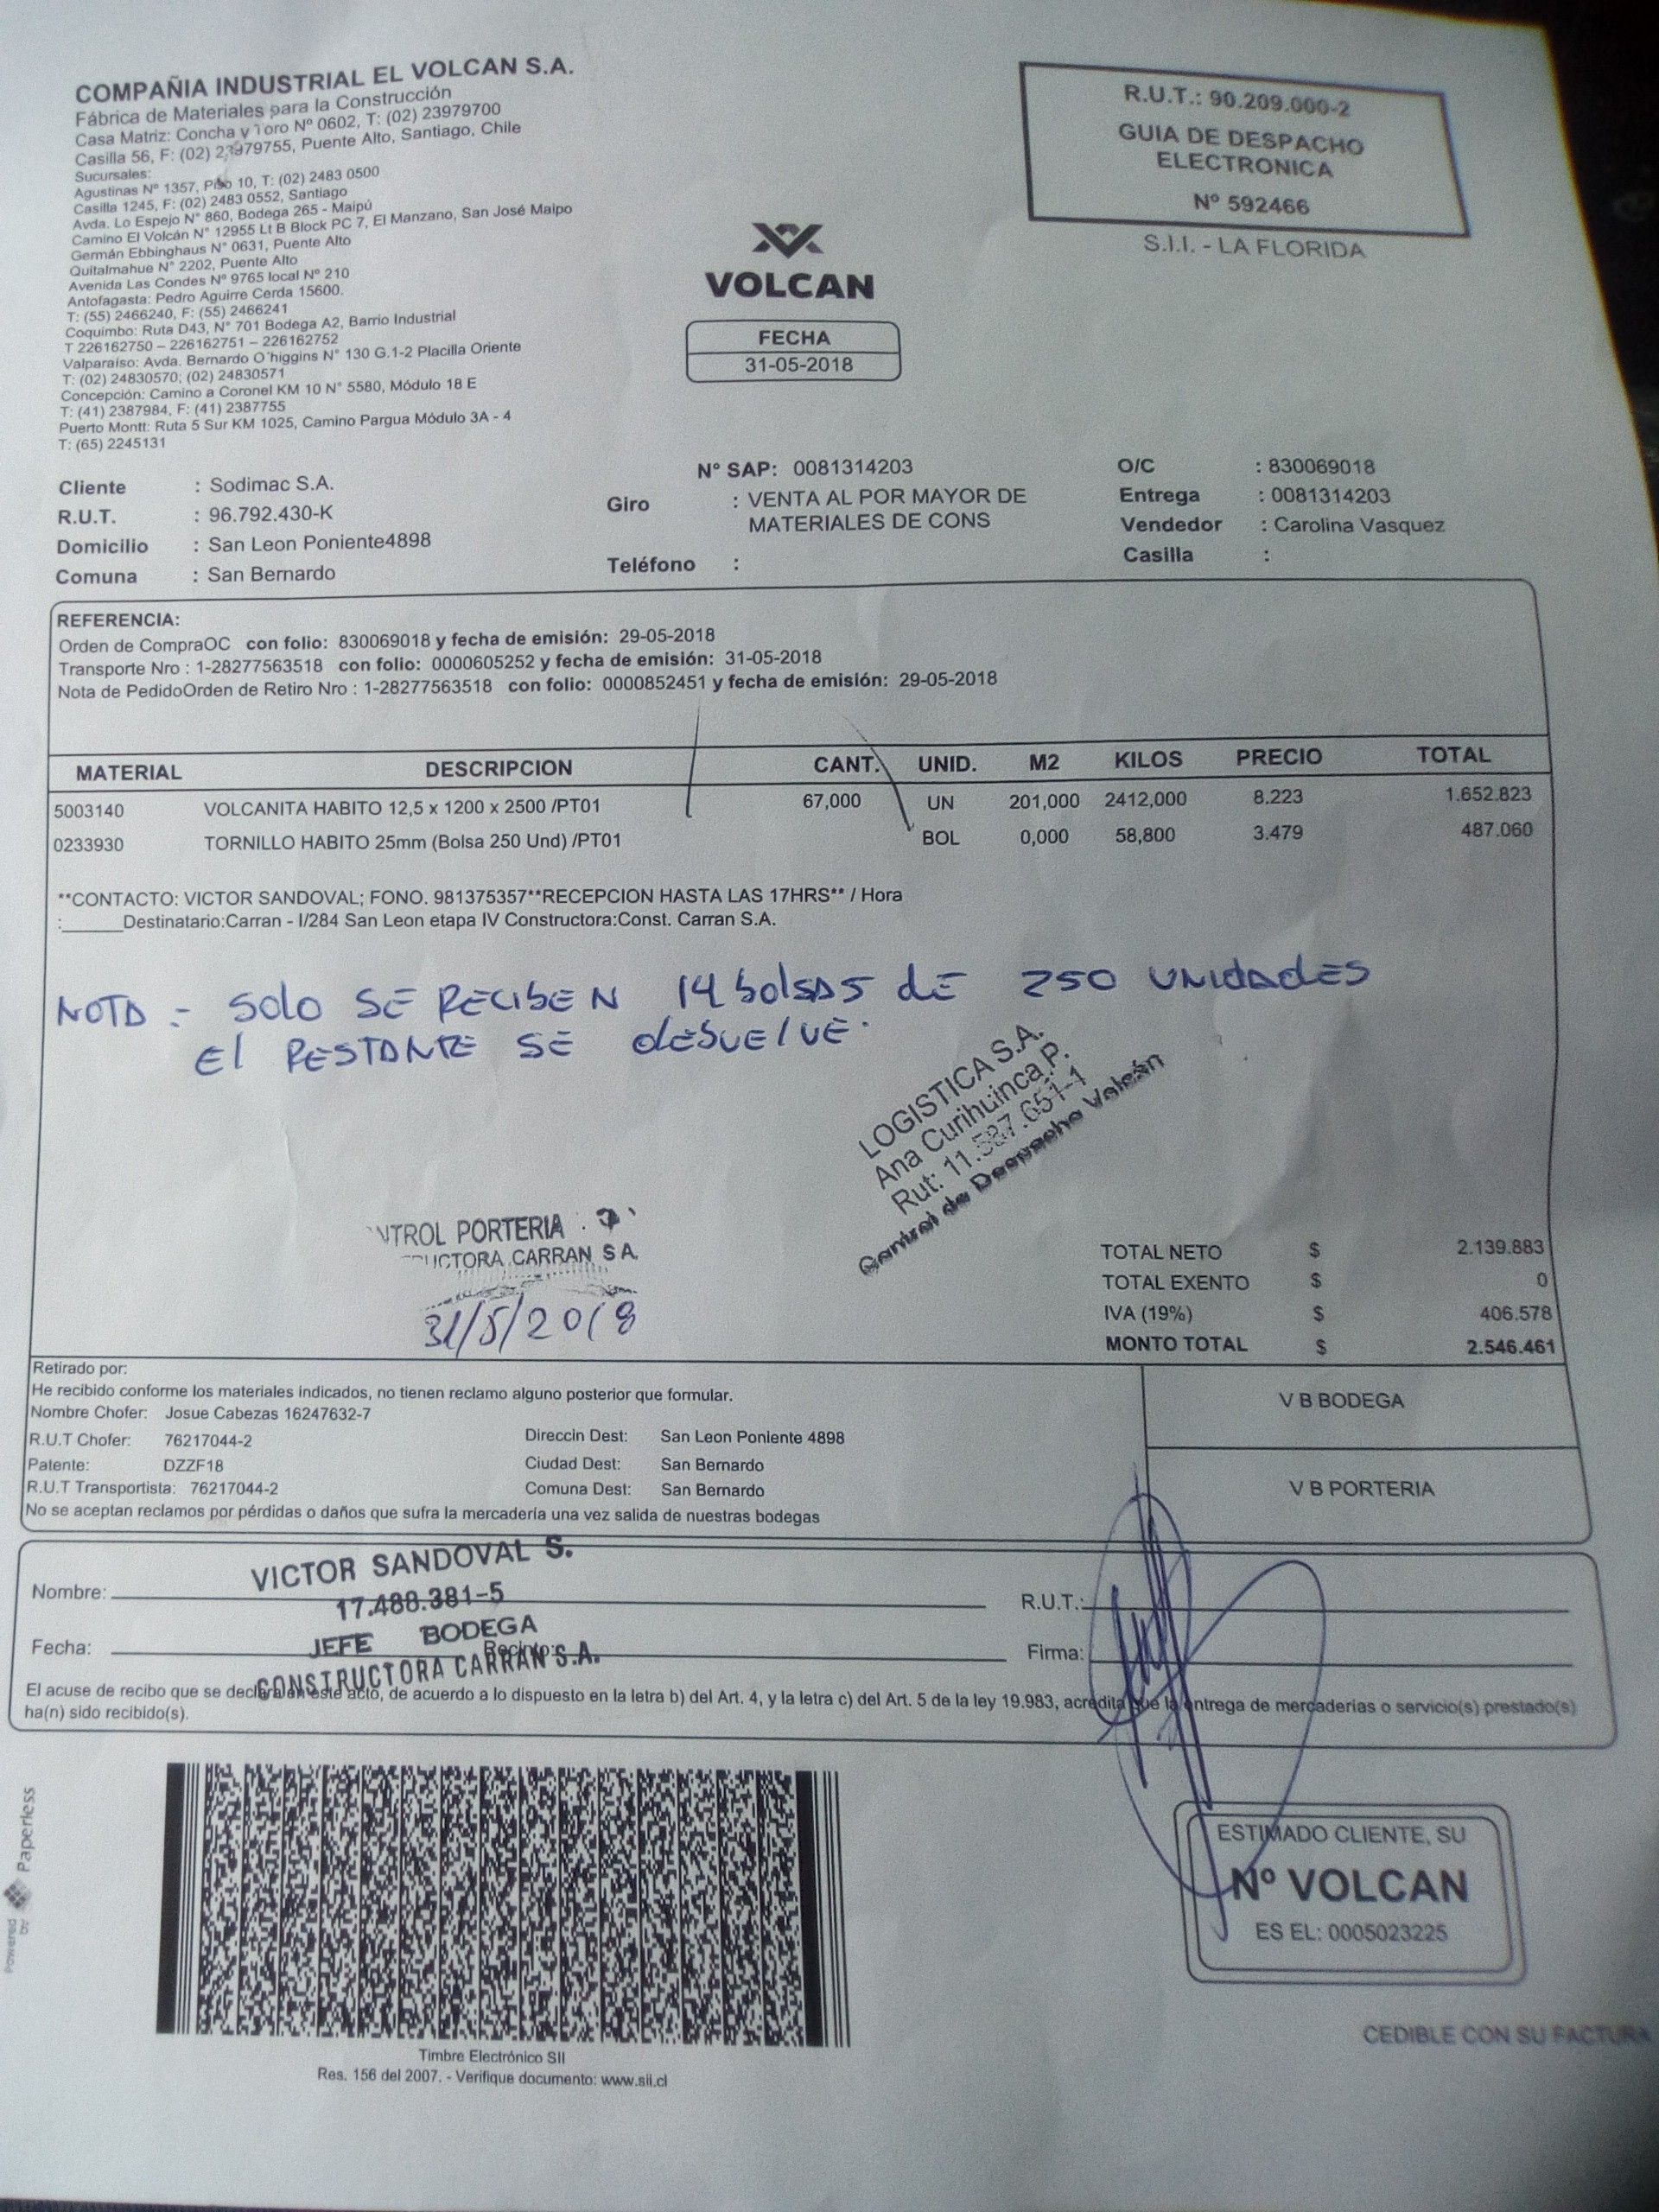 COMPAÑIA INDUSTRIAL EL VOLCAN S.A.
Fábrica de Materiales para la Construcción
Casa Matriz: Concha y Toro Nº 0602, T: (02) 23979700
Casilla 56, F: (02) 23979755, Puente Alto, Santiago, Chile
Sucursales:
Agustinas Nº 1357, Piso 10, T: (02) 2483 0500
Casilla 1245, F: (02) 2483 0552, Santiago
Avda. Lo Espejo N° 860, Bodega 265 - Maipú
Camino El Volcán N° 12955 Lt B Block PC 7, El Manzano, San José Maipo
Germán Ebbinghaus N° 0631, Puente Alto
Quitalmahue N° 2202, Puente Alto
Avenida Las Condes Nº 9765 local Nº 210
Antofagasta: Pedro Aguirre Cerda 15600.
T: (55) 2466240, F: (55) 2466241
Coquimbo: Ruta D43, N° 701 Bodega A2, Barrio Industrial
T 226162750 – 226162751 – 226162752
Valparaíso: Avda. Bernardo O´higgins N° 130 G.1-2 Placilla Oriente
T: (02) 24830570; (02) 24830571
Concepción: Camino a Coronel KM 10 N° 5580, Módulo 18 E
T: (41) 2387984, F: (41) 2387755
Puerto Montt: Ruta 5 Sur KM 1025, Camino Pargua Módulo 3A - 4
T: (65) 2245131
VOLCAN
FECHA
31-05-2018
R.U.T.: 90.209.000-2
GUIA DE DESPACHO
ELECTRONICA
Nº 592466
S.I.I. - LA FLORIDA
Cliente : Sodimac S.A.
R.U.T. : 96.792.430-K
Domicilio : San Leon Poniente4898
Comuna : San Bernardo
Nº SAP: 0081314203
Giro : VENTA AL POR MAYOR DE
MATERIALES DE CONS
Teléfono :
O/C : 830069018
Entrega : 0081314203
Vendedor : Carolina Vasquez
Casilla :
REFERENCIA:
Orden de CompraOC con folio: 830069018 y fecha de emisión: 29-05-2018
Transporte Nro : 1-28277563518 con folio: 0000605252 y fecha de emisión: 31-05-2018
Nota de PedidoOrden de Retiro Nro : 1-28277563518 con folio: 0000852451 y fecha de emisión: 29-05-2018
MATERIAL DESCRIPCION CANT. UNID. M2 KILOS PRECIO TOTAL
5003140 VOLCANITA HABITO 12,5 x 1200 x 2500 /PT01 67,000 UN 201,000 2412,000 8.223 1.652.823
0233930 TORNILLO HABITO 25mm (Bolsa 250 Und) /PT01 BOL 0,000 58,800 3.479 487.060
**CONTACTO: VICTOR SANDOVAL; FONO. 981375357**RECEPCION HASTA LAS 17HRS** / Hora
:______Destinatario:Carran - I/284 San Leon etapa IV Constructora:Const. Carran S.A.
NOTA = SOLO SE RECIBEN 14 bolsas de 250 UNIDADES
El RESTANTE SE dEsuElvE.
LOGISTICA S.A.
Ana Curihuinca P.
Rut: 11.587.651-1
Control de Despacho Volcán
NTROL PORTERIA
UCTORA CARRAN S A.
31/5/2018
TOTAL NETO $ 2.139.883
TOTAL EXENTO $ 0
IVA (19%) $ 406.578
MONTO TOTAL $ 2.546.461
Retirado por:
He recibido conforme los materiales indicados, no tienen reclamo alguno posterior que formular.
Nombre Chofer: Josue Cabezas 16247632-7
R.U.T Chofer: 76217044-2 Direccin Dest: San Leon Poniente 4898
Patente: DZZF18 Ciudad Dest: San Bernardo
R.U.T Transportista: 76217044-2 Comuna Dest: San Bernardo
No se aceptan reclamos por pérdidas o daños que sufra la mercadería una vez salida de nuestras bodegas
V B BODEGA
V B PORTERIA
VICTOR SANDOVAL S.
17.488.381-5
JEFE BODEGA
CONSTRUCTORA CARRAN S.A.
Nombre: R.U.T.:
Fecha: Recinto: Firma:
El acuse de recibo que se declara en este acto, de acuerdo a lo dispuesto en la letra b) del Art. 4, y la letra c) del Art. 5 de la ley 19.983, acredita que la entrega de mercaderías o servicio(s) prestado(s)
ha(n) sido recibido(s).
Powered by Paperless
Timbre Electrónico SII
Res. 156 del 2007. - Verifique documento: www.sii.cl
ESTIMADO CLIENTE, SU
Nº VOLCAN
ES EL: 0005023225
CEDIBLE CON SU FACTURA